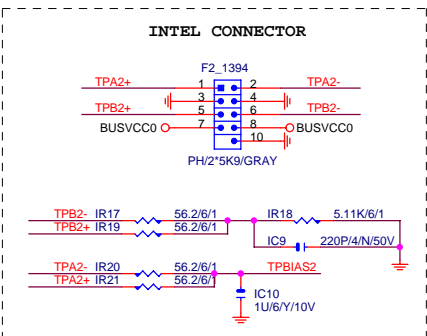 INTEL CONNECTOR
F2_1394
TPA2+ 1 2 TPA2-
3 4
TPB2+ 5 6 TPB2-
BUSVCC0 7 8 BUSVCC0
10
PH/2*5K9/GRAY
TPB2- IR17 56.2/6/1 IR18 5.11K/6/1
TPB2+ IR19 56.2/6/1
IC9 220P/4/N/50V
TPA2- IR20 56.2/6/1 TPBIAS2
TPA2+ IR21 56.2/6/1
IC10
1U/6/Y/10V